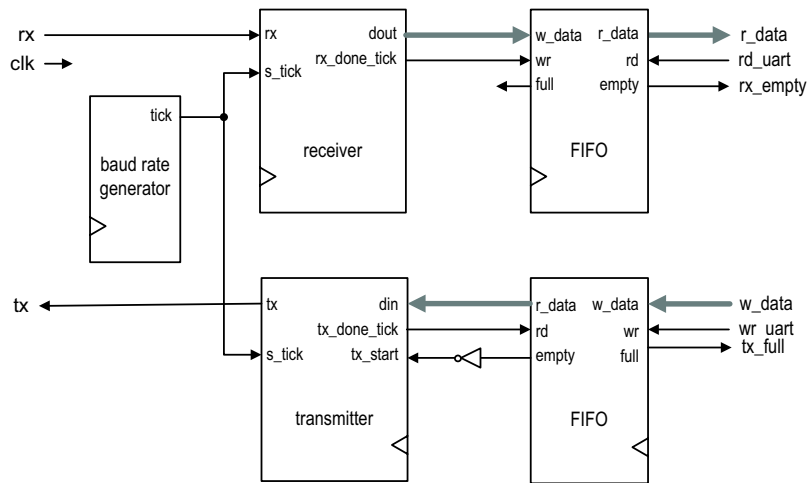 rx
clk
rx
dout
rx_done_tick
s_tick
receiver
w_data
r_data
wr
rd
full
empty
FIFO
r_data
rd_uart
rx_empty
tick
baud rate
generator
tx
tx
din
tx_done_tick
tx_start
s_tick
transmitter
r_data
w_data
rd
wr
empty
full
FIFO
w_data
wr_uart
tx_full